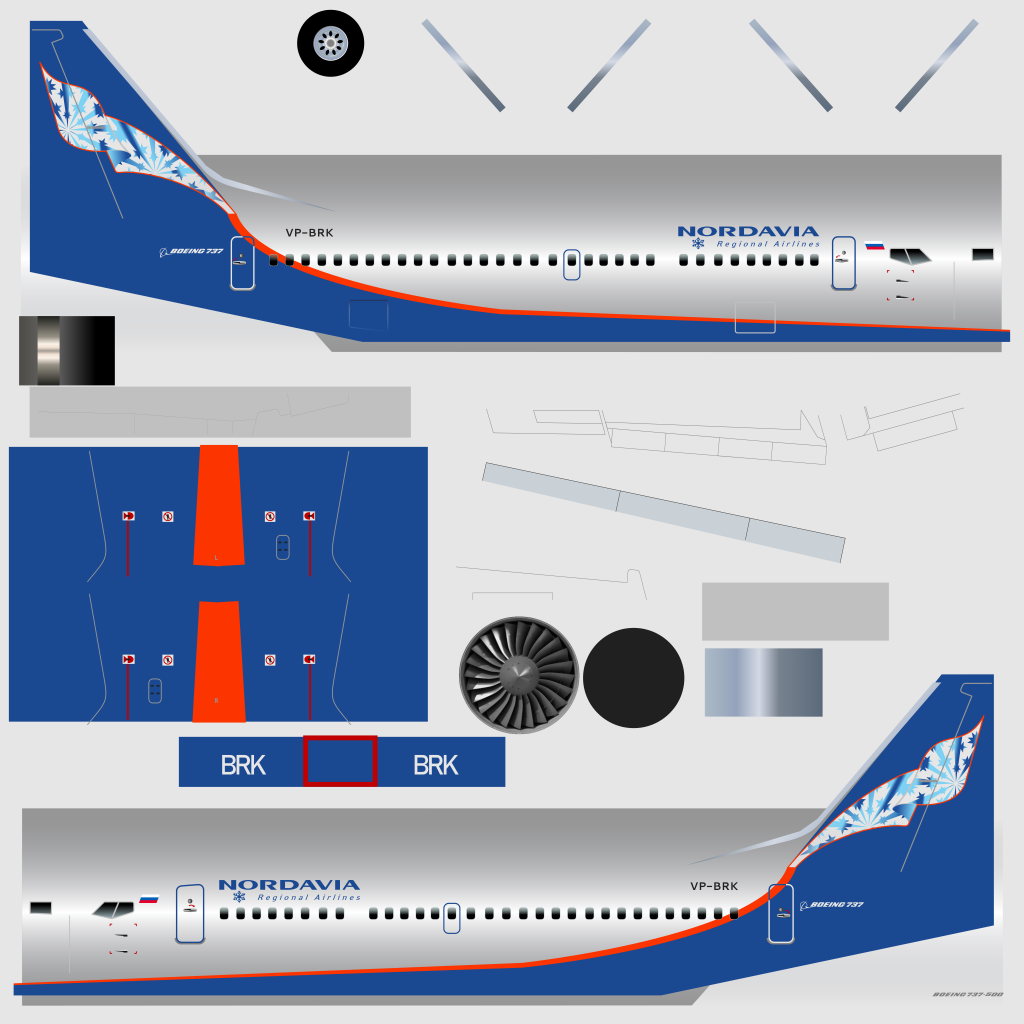 VP-BRK
NORDAVIA
Regional Airlines
BOEING 737
L
R
BRK
BRK
NORDAVIA
Regional Airlines
VP-BRK
BOEING 737
BOEING 737-500